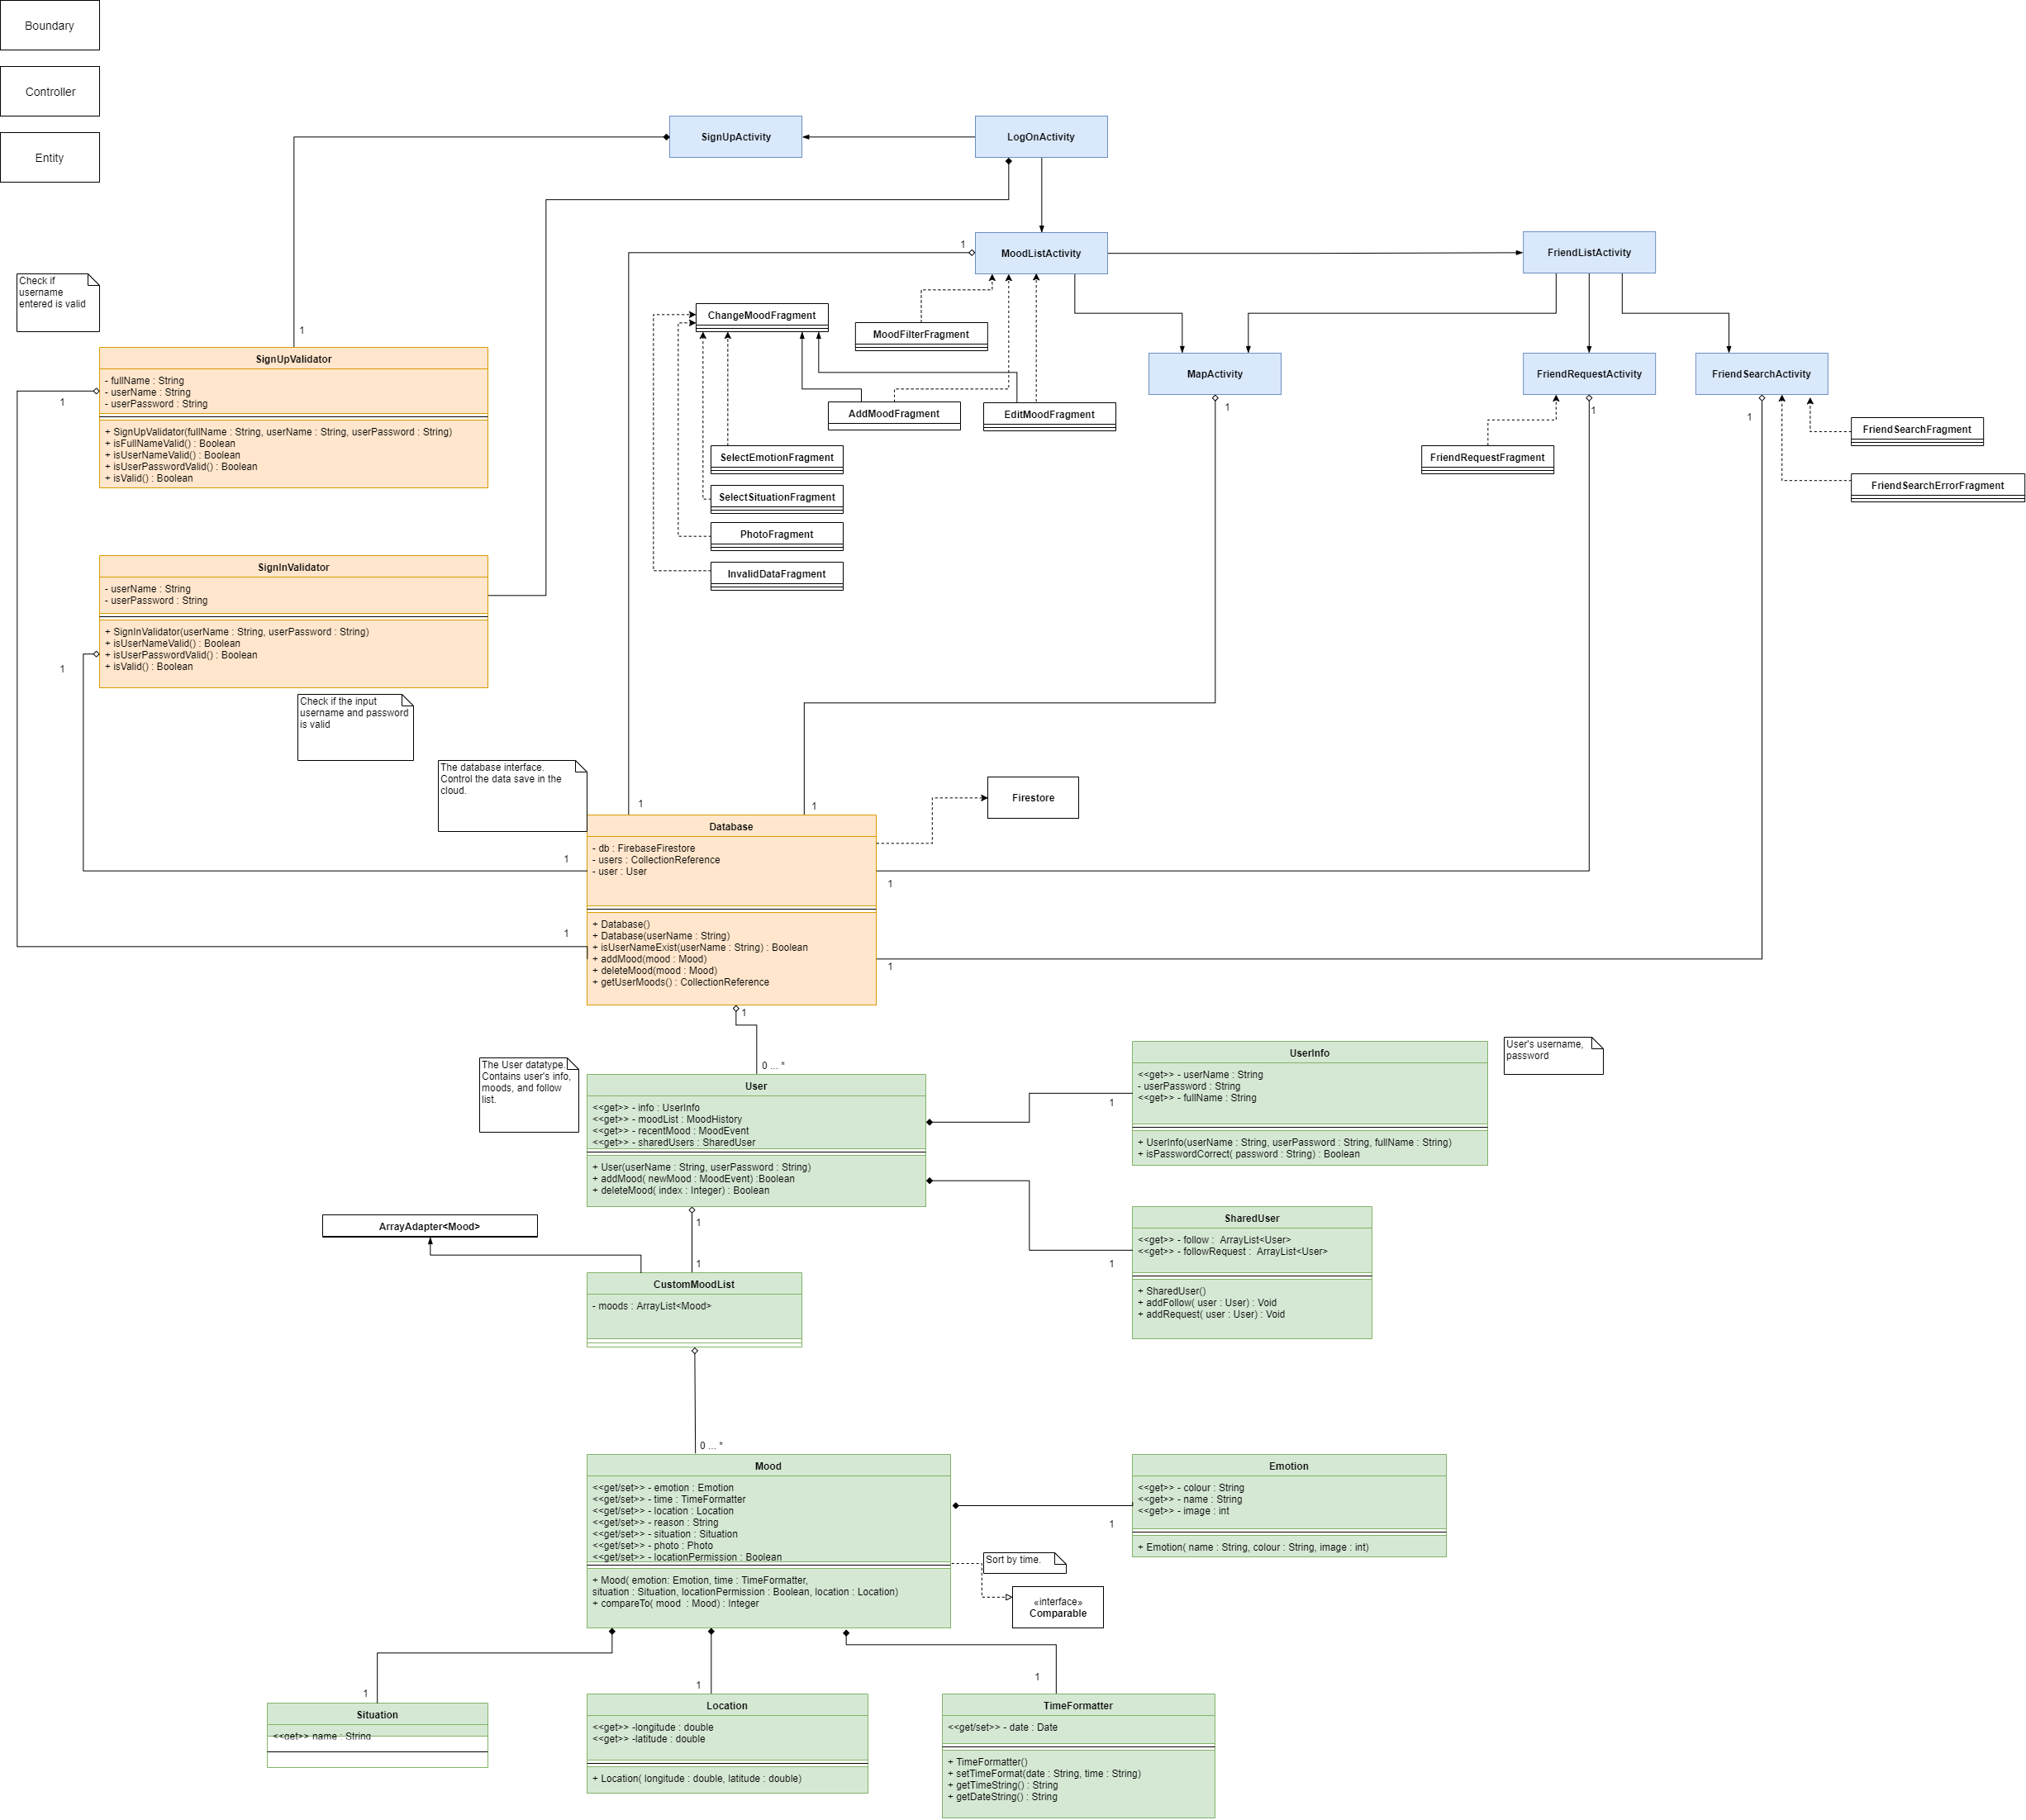 Boundary
Controller
Entity
SignUpActivity
LogOnActivity
MoodListActivity
1
FriendListActivity
Check if
username
entered is valid
ChangeMoodFragment
MoodFilterFragment
1
SignUpValidator
- fullName : String
- userName : String
- userPassword : String
+ SignUpValidator(fullName : String, userName : String, userPassword : String)
+ isFullNameValid() : Boolean
+ isUserNameValid() : Boolean
+ isUserPasswordValid() : Boolean
+ isValid() : Boolean
1
MapActivity
1
FriendRequestActivity
1
FriendSearchActivity
1
AddMoodFragment
EditMoodFragment
SelectEmotionFragment
SelectSituationFragment
PhotoFragment
InvalidDataFragment
FriendRequestFragment
FriendSearchFragment
FriendSearchErrorFragment
SignInValidator
- userName : String
- userPassword : String
+ SignInValidator(userName : String, userPassword : String)
+ isUserNameValid() : Boolean
+ isUserPasswordValid() : Boolean
+ isValid() : Boolean
1
Check if the input
username and password
is valid
The database interface.
Control the data save in the
cloud.
1
1
Firestore
Database
- db : FirebaseFirestore
- users : CollectionReference
- user : User
+ Database()
+ Database(userName : String)
+ isUserNameExist(userName : String) : Boolean
+ addMood(mood : Mood)
+ deleteMood(mood : Mood)
+ getUserMoods() : CollectionReference
1
1
1
1
1
0 ... *
The User datatype.
Contains user's info,
moods, and follow
list.
User
<<get>> - info : UserInfo
<<get>> - moodList : MoodHistory
<<get>> - recentMood : MoodEvent
<<get>> - sharedUsers : SharedUser
+ User(userName : String, userPassword : String)
+ addMood( newMood : MoodEvent) :Boolean
+ deleteMood( index : Integer) : Boolean
1
UserInfo
<<get>> - userName : String
- userPassword : String
<<get>> - fullName : String
+ UserInfo(userName : String, userPassword : String, fullName : String)
+ isPasswordCorrect( password : String) : Boolean
User's username,
password
1
SharedUser
<<get>> - follow :  ArrayList<User>
<<get>> - followRequest :  ArrayList<User>
+ SharedUser()
+ addFollow( user : User) : Void
+ addRequest( user : User) : Void
ArrayAdapter<Mood>
1
1
CustomMoodList
- moods : ArrayList<Mood>
0 ... *
Mood
<<get/set>> - emotion : Emotion
<<get/set>> - time : TimeFormatter
<<get/set>> - location : Location
<<get/set>> - reason : String
<<get/set>> - situation : Situation
<<get/set>> - photo : Photo
<<get/set>> - locationPermission : Boolean
+ Mood( emotion: Emotion, time : TimeFormatter,
situation : Situation, locationPermission : Boolean, location : Location)
+ compareTo( mood  : Mood) : Integer
1
Emotion
<<get>> - colour : String
<<get>> - name : String
<<get>> - image : int
+ Emotion( name : String, colour : String, image : int)
Sort by time.
«interface»
Comparable
1
Situation
<<get>> name : String
1
Location
<<get>> -longitude : double
<<get>> -latitude : double
+ Location( longitude : double, latitude : double)
1
TimeFormatter
<<get/set>> - date : Date
+ TimeFormatter()
+ setTimeFormat(date : String, time : String)
+ getTimeString() : String
+ getDateString() : String